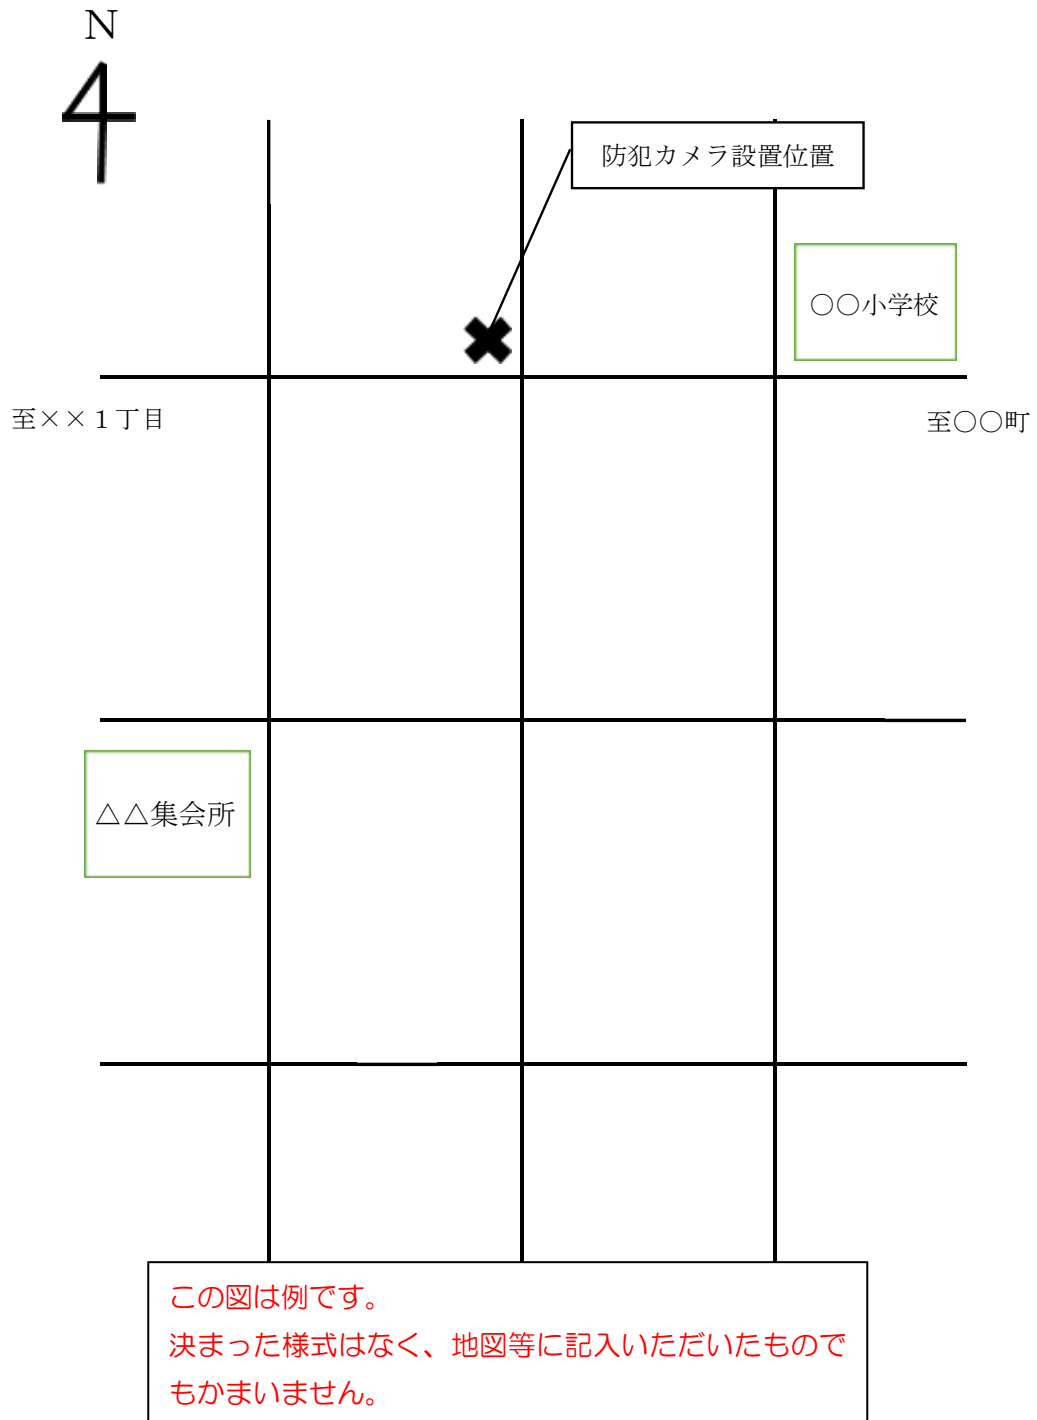 N
防犯カメラ設置位置
○○小学校
至××１丁目
至○○町
△△集会所
この図は例です。
決まった様式はなく、地図等に記入いただいたもので
もかまいません。